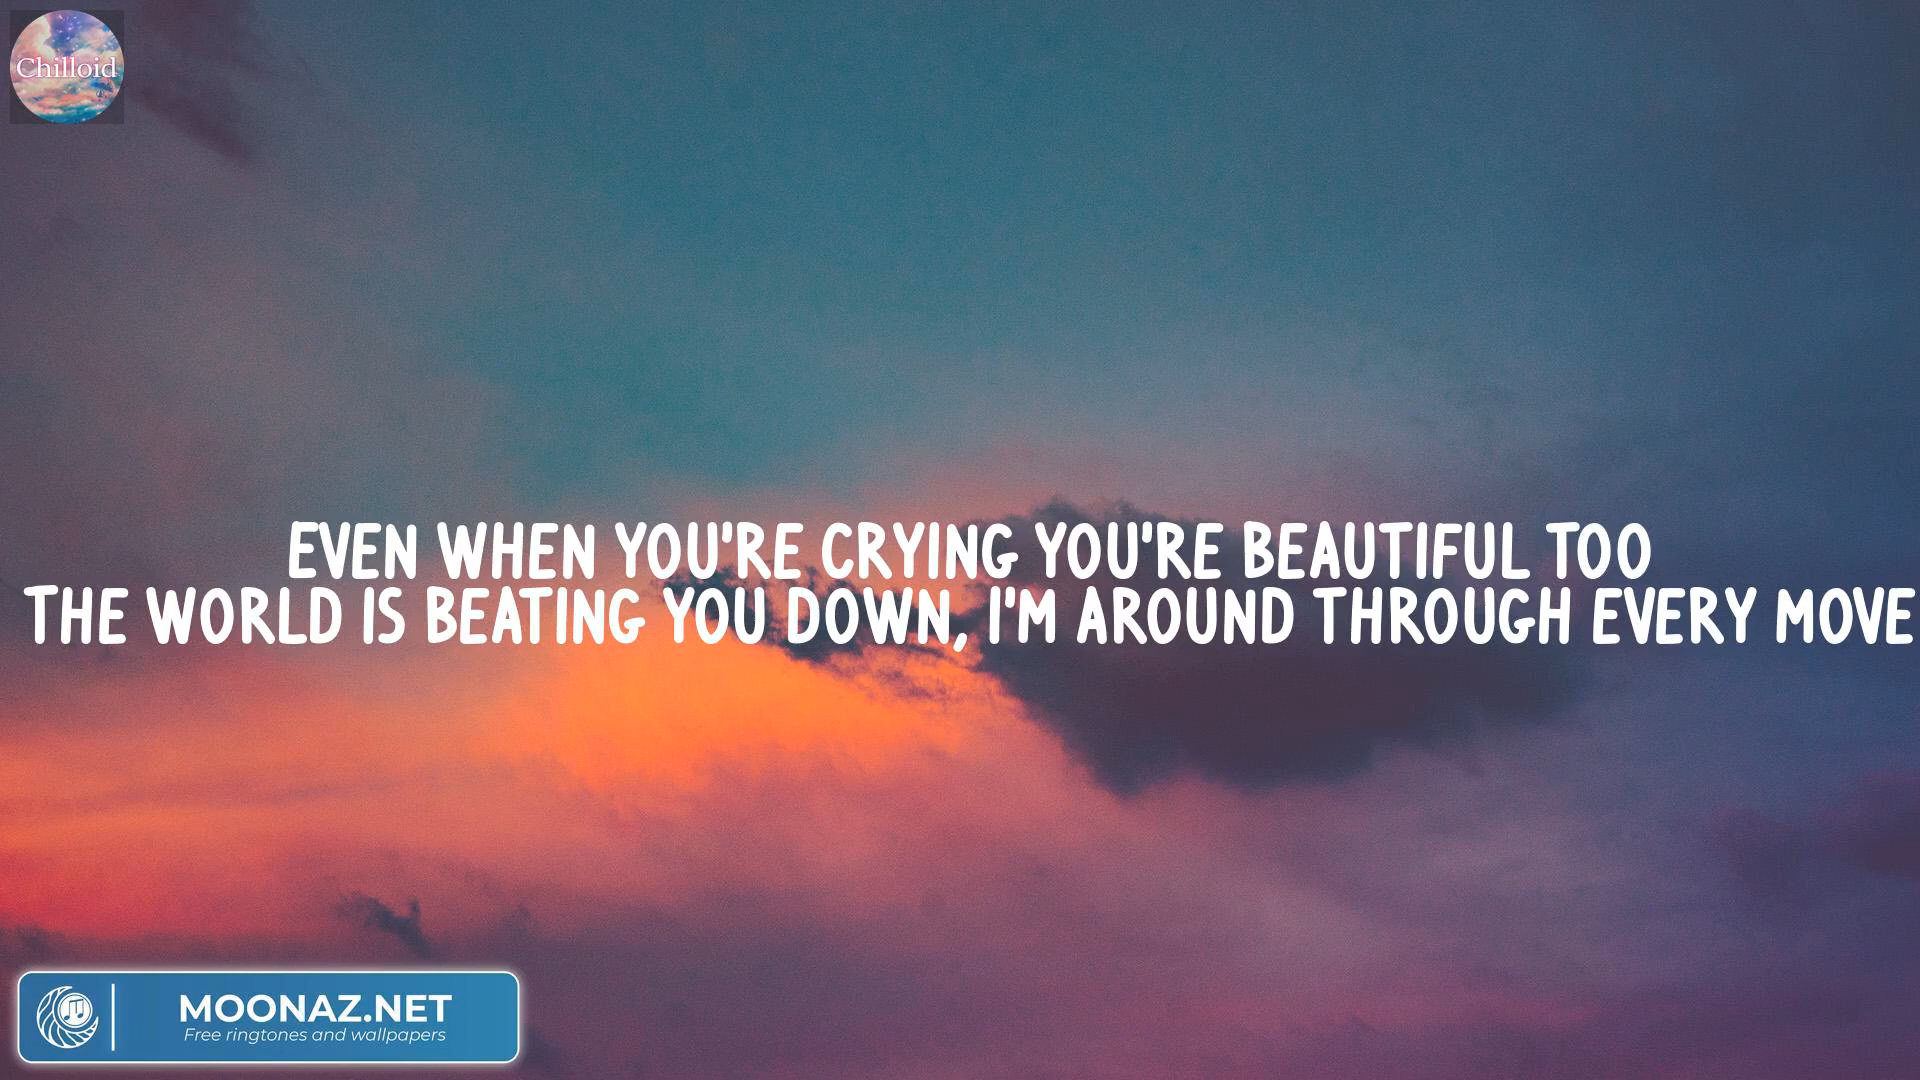 Chilloid
EVEN WHEN YOU'RE CRYING YOU'RE BEAUTIFUL TOO
THE WORLD IS BEATING YOU DOWN, I'M AROUND THROUGH EVERY MOVE
MOONAZ.NET
Free ringtones and wallpapers